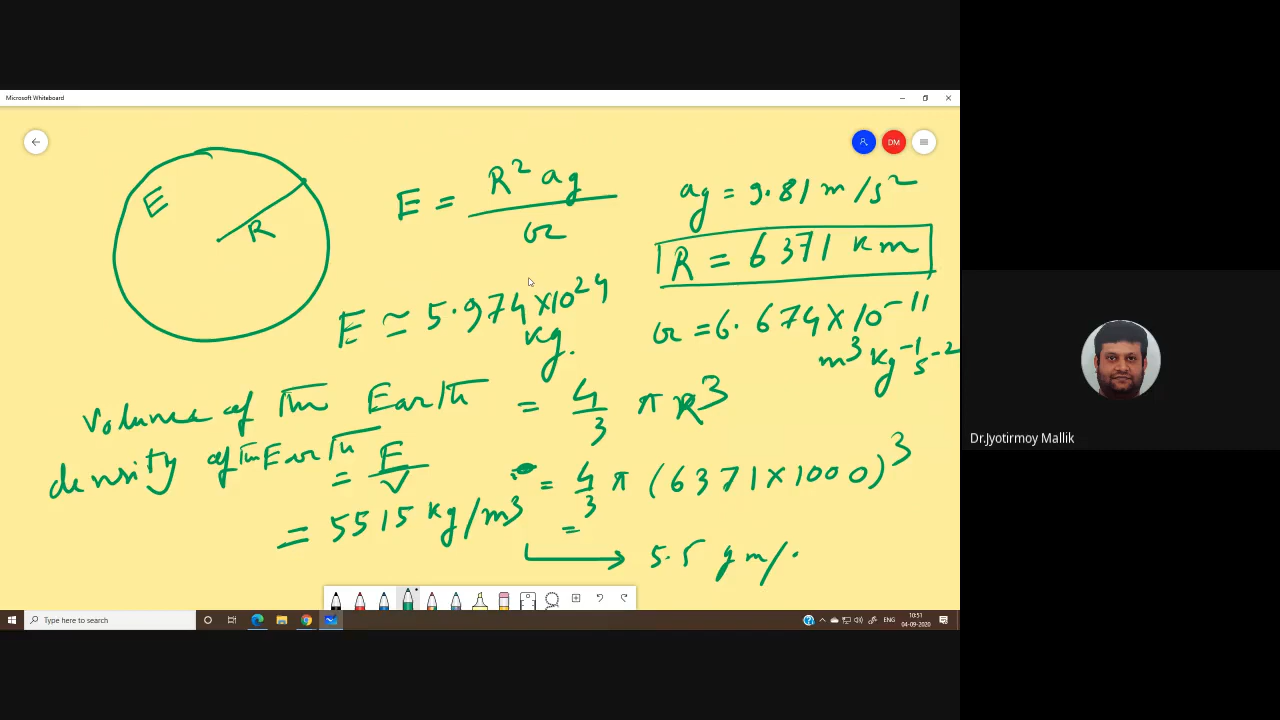 Microsoft Whiteboard
DM
E
R
E = R² ag / G
ag = 9.81 m/s²
R = 6371 km
E ≃ 5.974 × 10²⁴ kg.
G = 6.674 × 10⁻¹¹
m³ kg⁻¹ s⁻²
Volume of the Earth = 4/3 π R³
density of the Earth
= E/V
= 4/3 π (6371 × 1000)³
=
= 5515 kg/m³
5.5 gm/
Type here to search
ENG
10:51
04-09-2020
Dr.Jyotirmoy Mallik